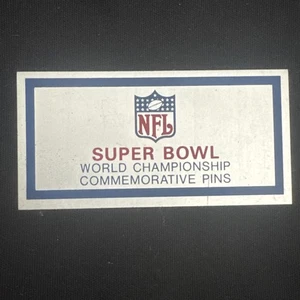 NFL
SUPER BOWL
WORLD CHAMPIONSHIP
COMMEMORATIVE PINS